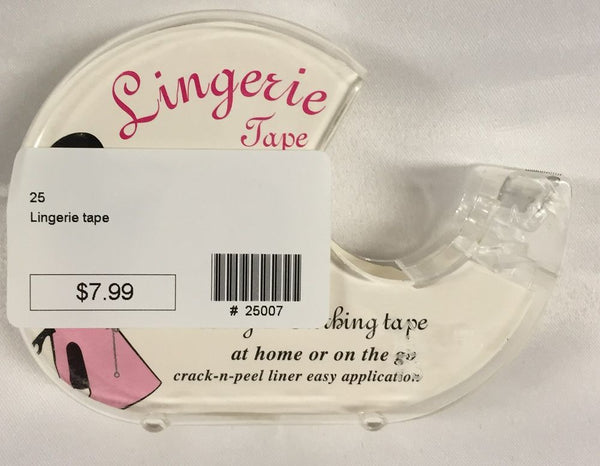 Lingerie
Tape
25
Lingerie tape
$7.99
# 25007
tape
at home or on the go
crack-n-peel liner easy application